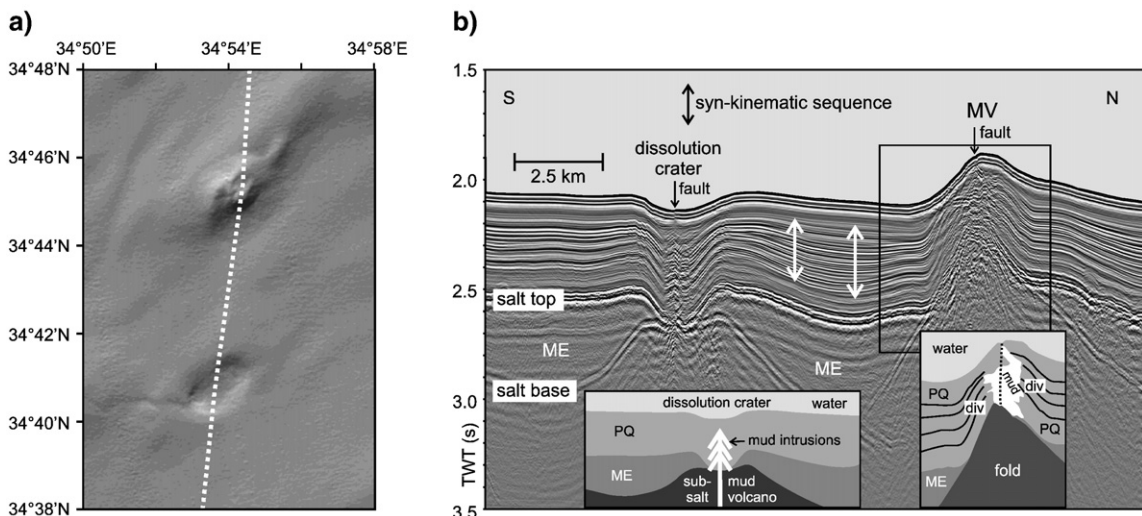 a)
34°50'E 34°54'E 34°58'E
34°48'N
34°46'N
34°44'N
34°42'N
34°40'N
34°38'N
b)
1.5
S
syn-kinematic sequence
N
MV
fault
2.5 km
dissolution
crater
fault
2.0
salt top
2.5
ME
ME
salt base
3.0
TWT (s)
3.5
dissolution crater
water
PQ
mud intrusions
ME
sub-
salt
mud
volcano
water
PQ
mud
div
div
PQ
ME
fold